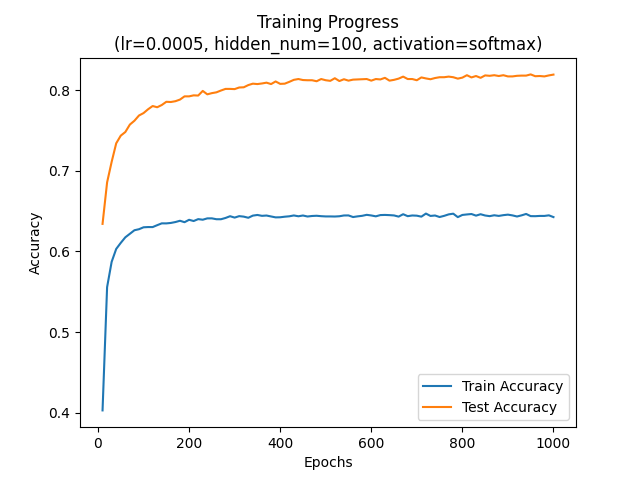 Training Progress
(lr=0.0005, hidden_num=100, activation=softmax)
Accuracy
0.8
0.7
0.6
0.5
0.4
Train Accuracy
Test Accuracy
0 200 400 600 800 1000
Epochs